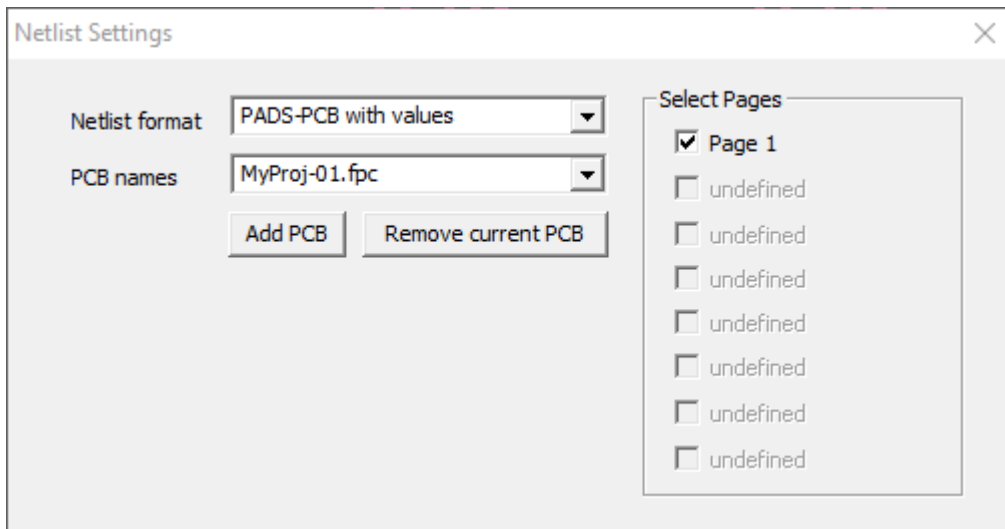 Netlist Settings
Netlist format
PADS-PCB with values
PCB names
MyProj-01.fpc
Add PCB
Remove current PCB
Select Pages
Page 1
undefined
undefined
undefined
undefined
undefined
undefined
undefined